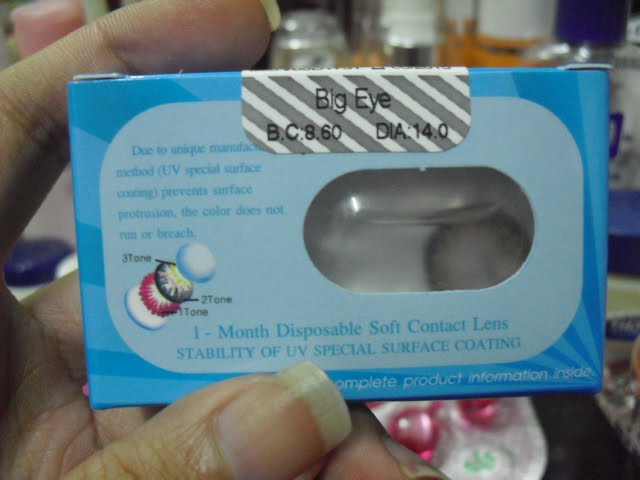 Big Eye
B.C:8.60 DIA:14.0
Due to unique
method (UV special surface
coating) prevents surface
protrusion, the color does not
run or breach.
3Tone
2Tone
1Tone
1 - Month Disposable Soft Contact Lens
STABILITY OF UV SPECIAL SURFACE COATING
omplete product information inside.